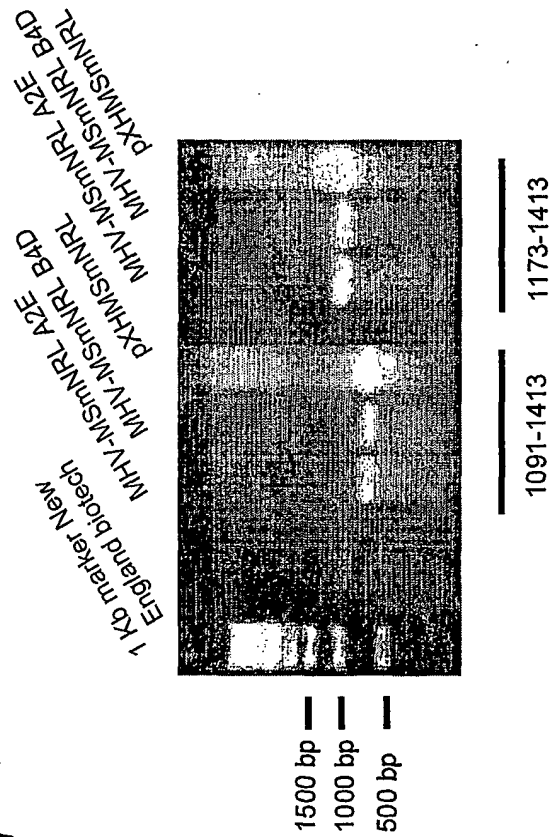 1 Kb marker New
England biotech
MHV-MSmNRL A2E
MHV-MSmNRL B4D
pXHMSmNRL
MHV-MSmNRL A2E
MHV-MSmNRL B4D
pXHMSmNRL
1500 bp
1000 bp
500 bp
1091-1413
1173-1413